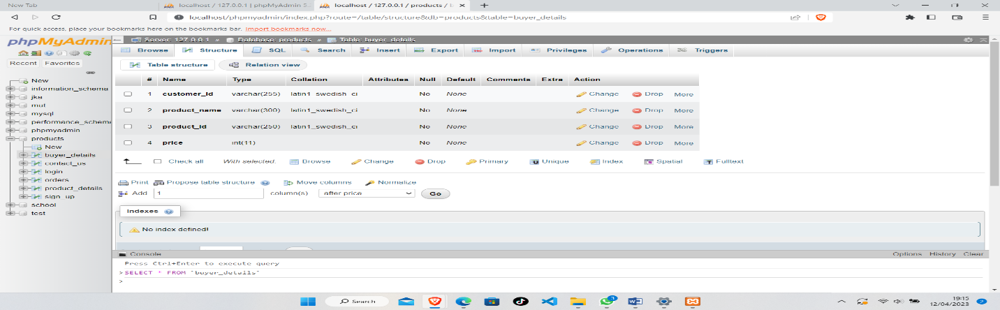 New Tab
localhost / 127.0.0.1 | phpMyAdmin 5.
localhost / 127.0.0.1 / products / b
localhost/phpmyadmin/index.php?route=/table/structure&db=products&table=buyer_details
For quick access, place your bookmarks here on the bookmarks bar. Import bookmarks now...
phpMyAdmin
Recent Favorites
New
information_schema
jka
mut
mysql
performance_schema
phpmyadmin
products
New
buyer_details
contact_us
login
orders
product_details
sign_up
school
test
Server: 127.0.0.1 » Database: products » Table: buyer_details
Browse Structure SQL Search Insert Export Import Privileges Operations Triggers
Table structure Relation view
# Name Type Collation Attributes Null Default Comments Extra Action
1 customer_id varchar(255) latin1_swedish_ci No None Change Drop More
2 product_name varchar(300) latin1_swedish_ci No None Change Drop More
3 product_id varchar(250) latin1_swedish_ci No None Change Drop More
4 price int(11) No None Change Drop More
Check all With selected: Browse Change Drop Primary Unique Index Spatial Fulltext
Print Propose table structure Move columns Normalize
Add 1 column(s) after price Go
Indexes
No index defined!
Console Options History Clear
Press Ctrl+Enter to execute query
>SELECT * FROM `buyer_details`
>
Search
3
19:15
12/04/2023
2